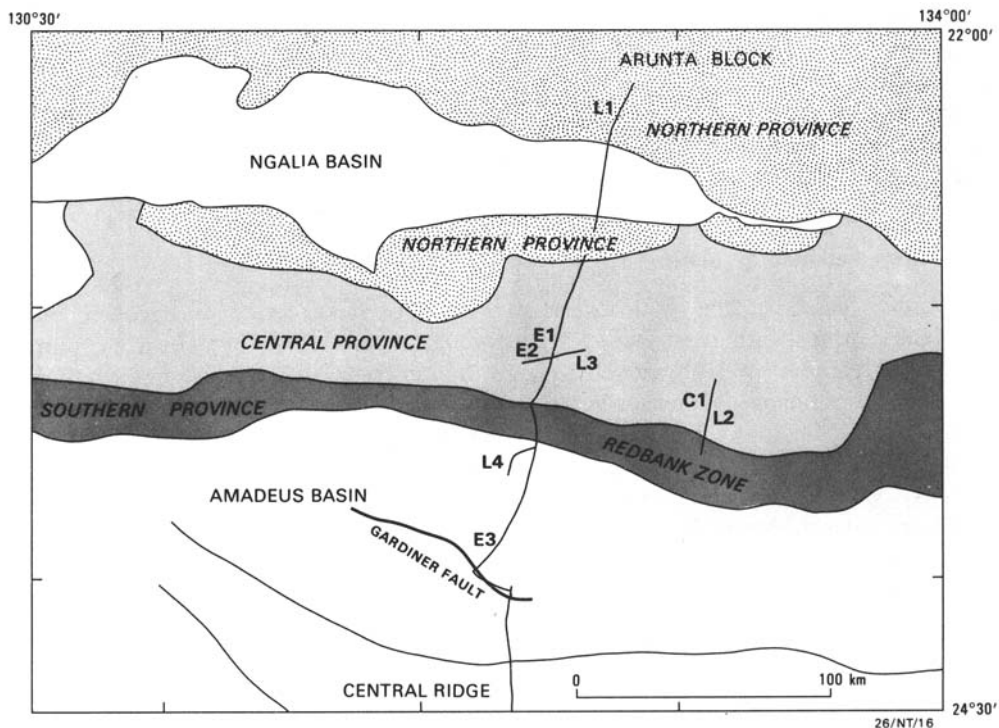 130°30'
134°00'
22°00'
ARUNTA BLOCK
L1
NORTHERN PROVINCE
NGALIA BASIN
NORTHERN PROVINCE
E1
CENTRAL PROVINCE
E2
L3
C1
SOUTHERN PROVINCE
L2
REDBANK ZONE
L4
AMADEUS BASIN
E3
GARDINER FAULT
0
100 km
CENTRAL RIDGE
24°30'
26/NT/16